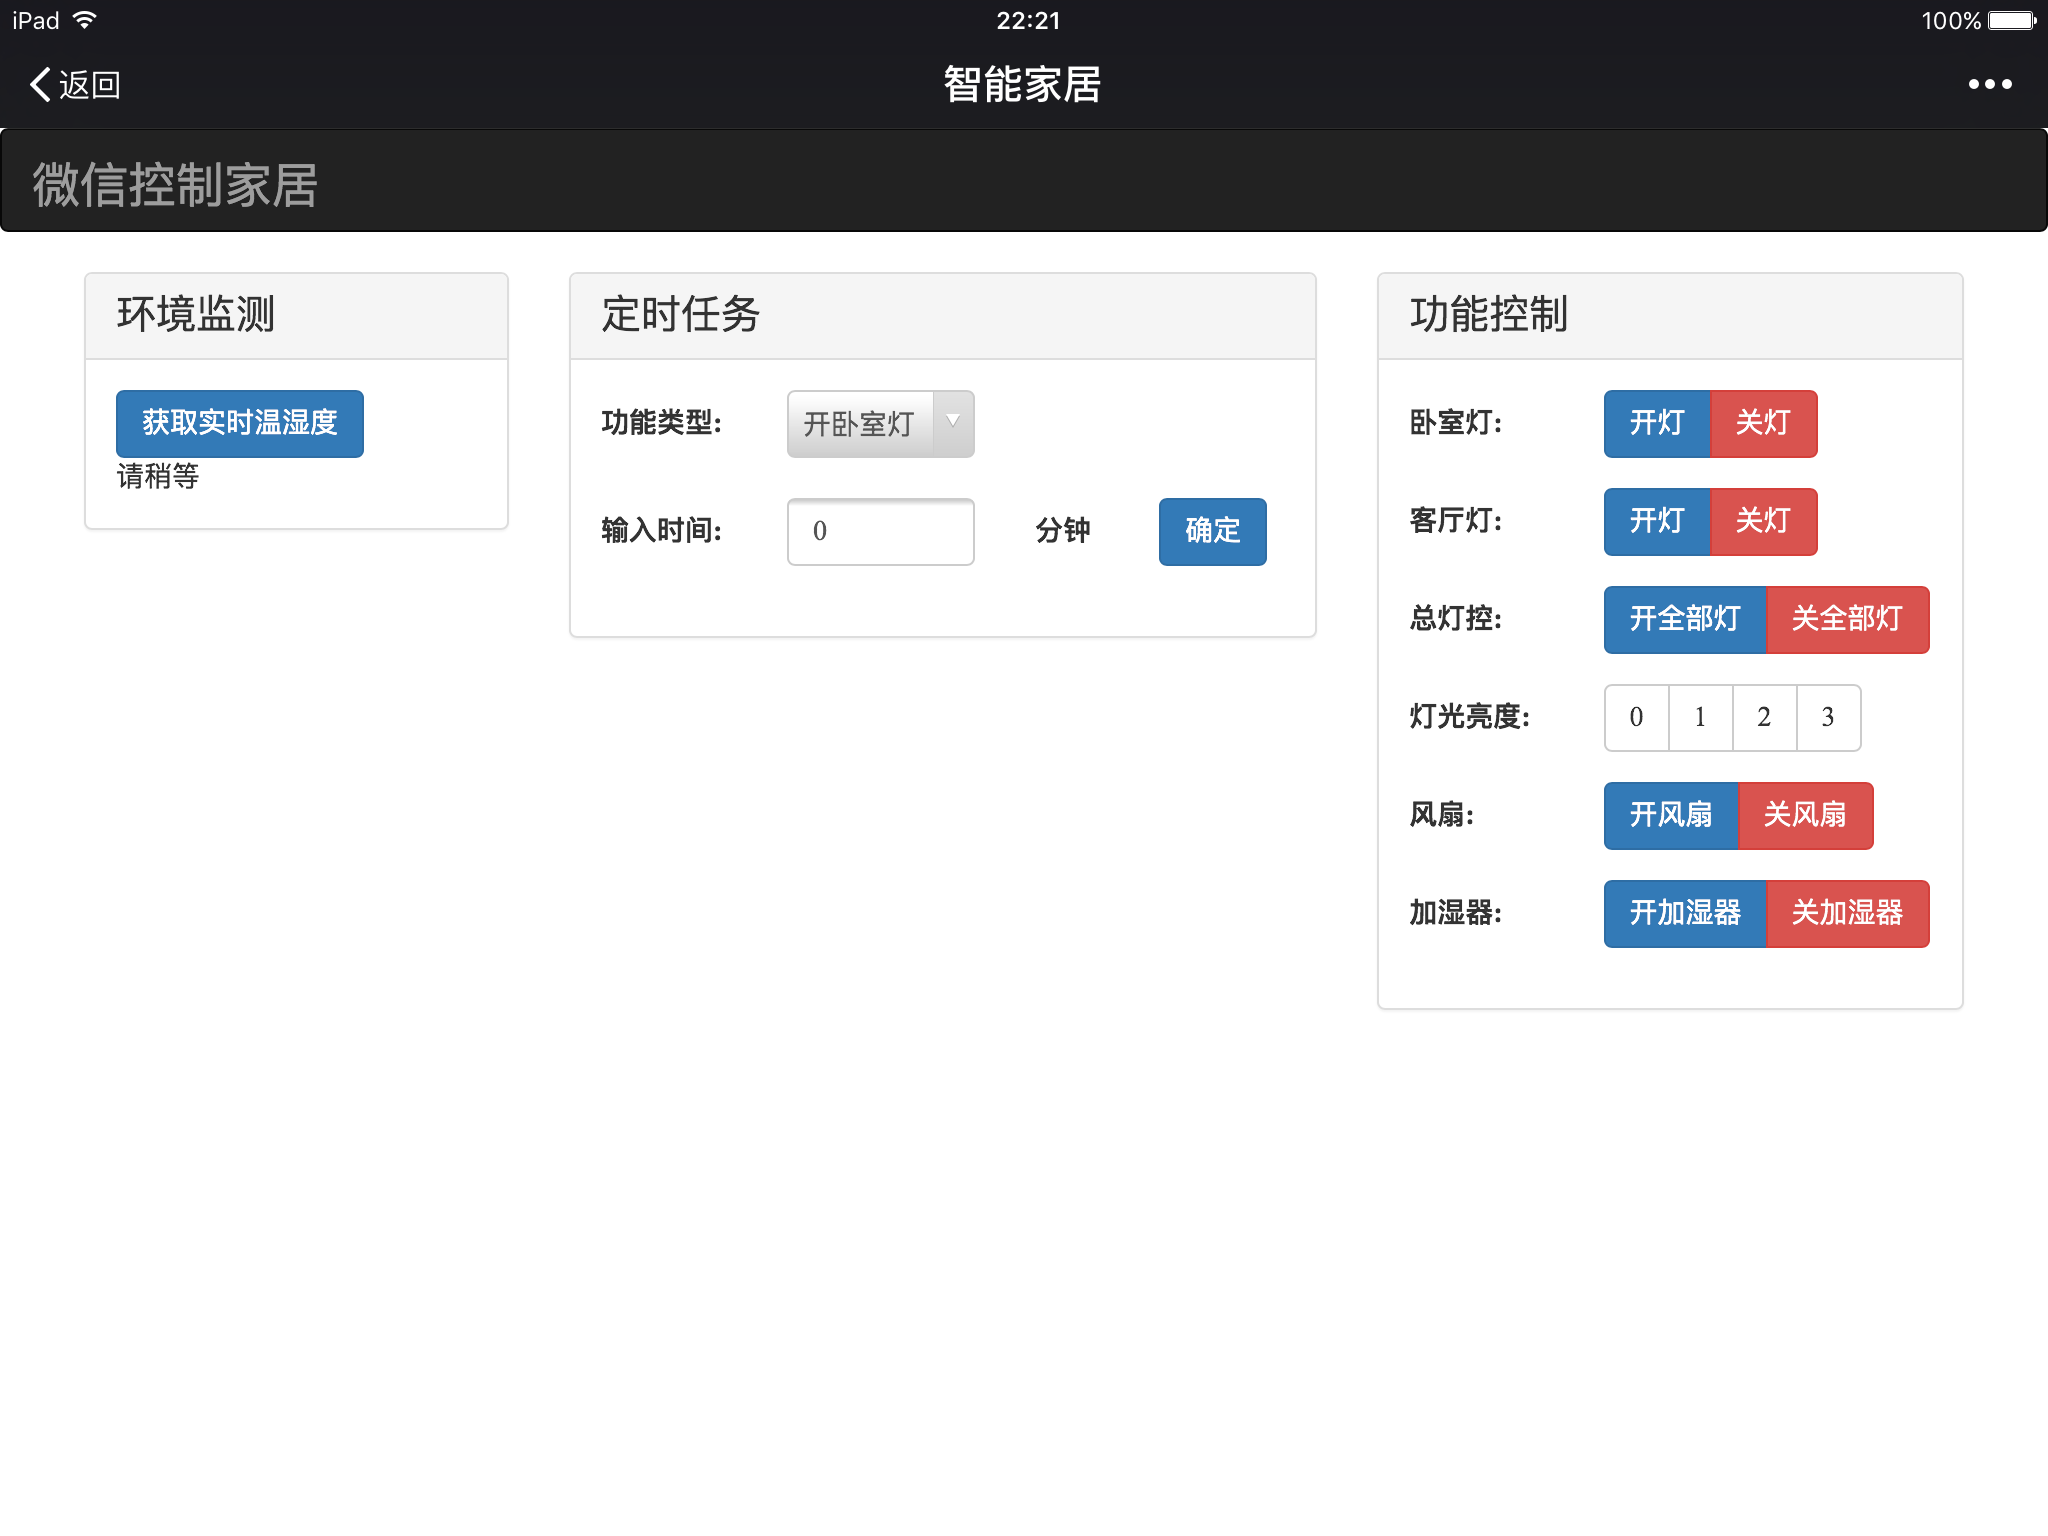 iPad 22:21 100%
返回 智能家居
微信控制家居
环境监测
获取实时温湿度
请稍等
定时任务
功能类型: 开卧室灯
输入时间: 0 分钟 确定
功能控制
卧室灯: 开灯 关灯
客厅灯: 开灯 关灯
总灯控: 开全部灯 关全部灯
灯光亮度: 0 1 2 3
风扇: 开风扇 关风扇
加湿器: 开加湿器 关加湿器